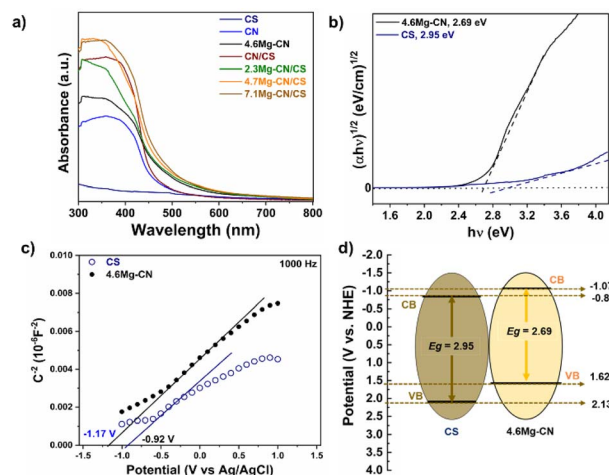 a)
CS
CN
4.6Mg-CN
CN/CS
2.3Mg-CN/CS
4.7Mg-CN/CS
7.1Mg-CN/CS
Absorbance (a.u.)
300 400 500 600 700 800
Wavelength (nm)
b)
4.6Mg-CN, 2.69 eV
CS, 2.95 eV
(αhν)1/2 (eV/cm)1/2
0
1.6 2.0 2.4 2.8 3.2 3.6 4.0
hν (eV)
c)
CS
4.6Mg-CN
1000 Hz
C-2 (10-6F-2)
0.010
0.008
0.006
0.004
0.002
0.000
-1.17 V
-0.92 V
-1.0 -0.5 0.0 0.5 1.0
Potential (V vs Ag/AgCl)
d)
Potential (V vs. NHE)
-2.0
-1.5
-1.0
-0.5
0.0
0.5
1.0
1.5
2.0
2.5
3.0
3.5
4.0
CB
CB
-1.07
-0.8
Eg = 2.95
Eg = 2.69
VB
VB
1.62
2.13
CS
4.6Mg-CN